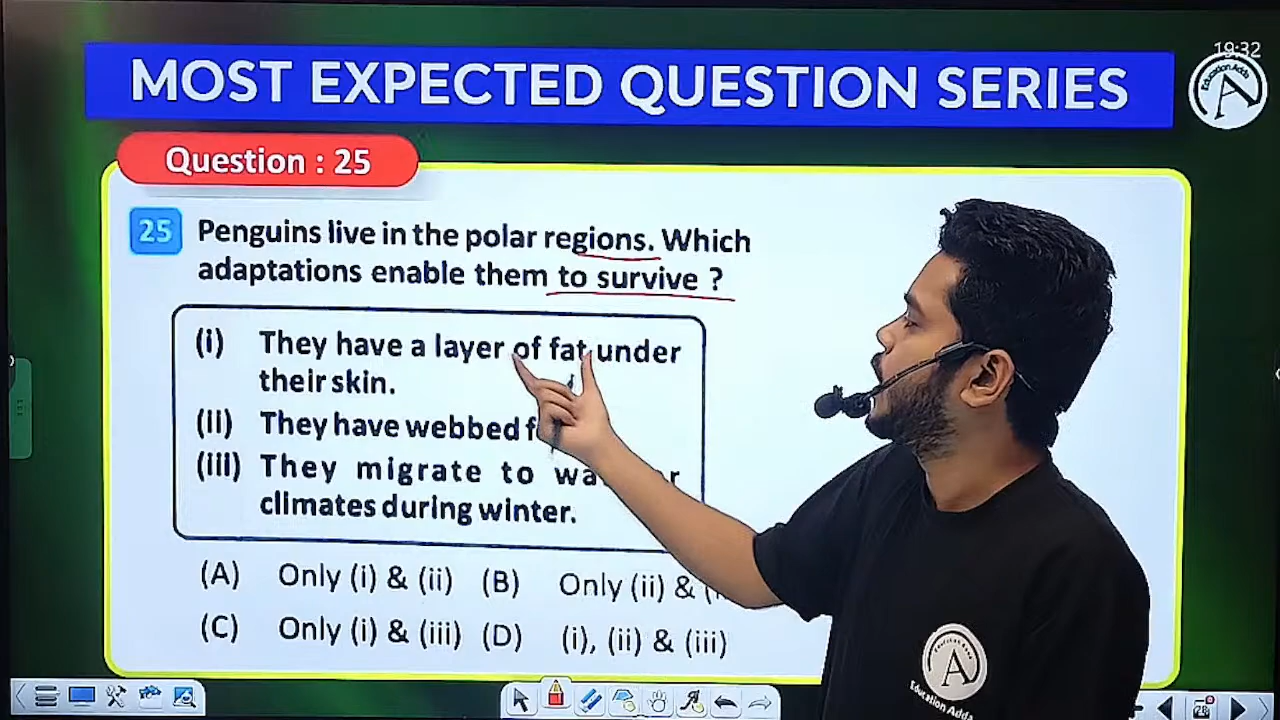 19:32
MOST EXPECTED QUESTION SERIES
Education Adda
A
Question : 25
25 Penguins live in the polar regions. Which
adaptations enable them to survive ?
(i) They have a layer of fat under
their skin.
(ii) They have webbed
(iii) They migrate to
climates during winter.
(A) Only (i) & (ii) (B) Only (ii) &
(C) Only (i) & (iii) (D) (i), (ii) & (iii)
A
Education Adda